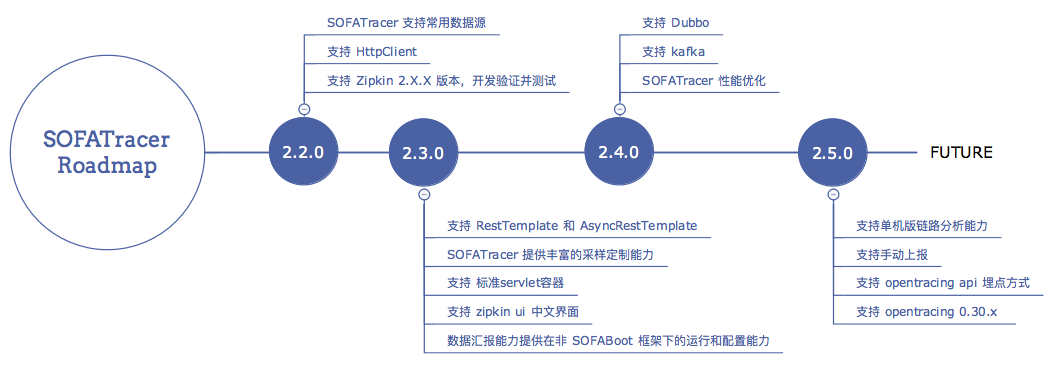 SOFATracer
Roadmap
SOFATracer 支持常用数据源
支持 HttpClient
支持 Zipkin 2.X.X 版本，开发验证并测试
2.2.0
2.3.0
支持 RestTemplate 和 AsyncRestTemplate
SOFATracer 提供丰富的采样定制能力
支持 标准servlet容器
支持 zipkin ui 中文界面
数据汇报能力提供在非 SOFABoot 框架下的运行和配置能力
支持 Dubbo
支持 kafka
SOFATracer 性能优化
2.4.0
2.5.0
支持单机版链路分析能力
支持手动上报
支持 opentracing api 埋点方式
支持 opentracing 0.30.x
FUTURE